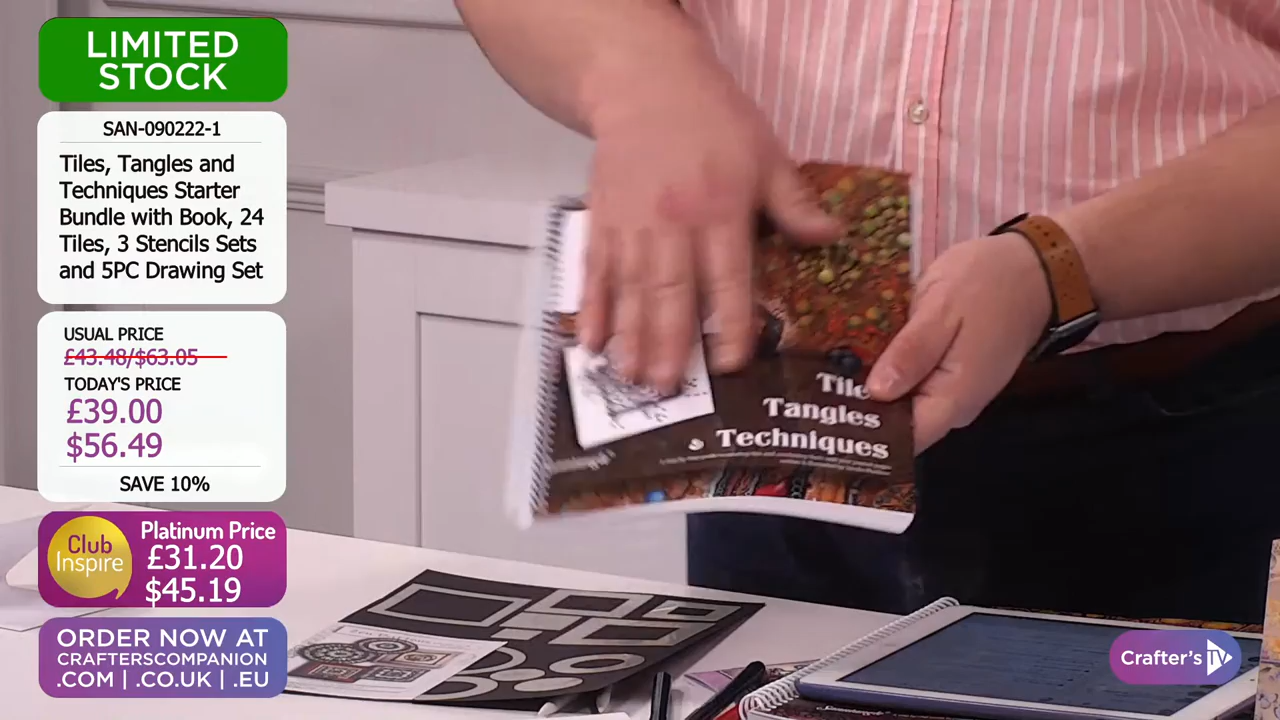 LIMITED
STOCK
SAN-090222-1
Tiles, Tangles and
Techniques Starter
Bundle with Book, 24
Tiles, 3 Stencils Sets
and 5PC Drawing Set
USUAL PRICE
£43.48/$63.05
TODAY'S PRICE
£39.00
$56.49
SAVE 10%
Club
Inspire
Platinum Price
£31.20
$45.19
ORDER NOW AT
CRAFTERSCOMPANION
.COM | .CO.UK | .EU
Tangles
& Techniques
Crafter's TV